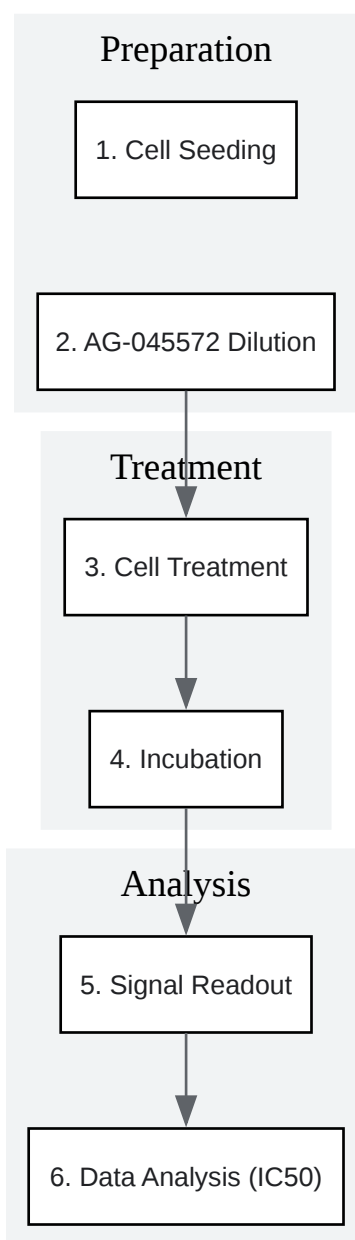 Preparation
1. Cell Seeding
2. AG-045572 Dilution
Treatment
3. Cell Treatment
4. Incubation
Analysis
5. Signal Readout
6. Data Analysis (IC50)